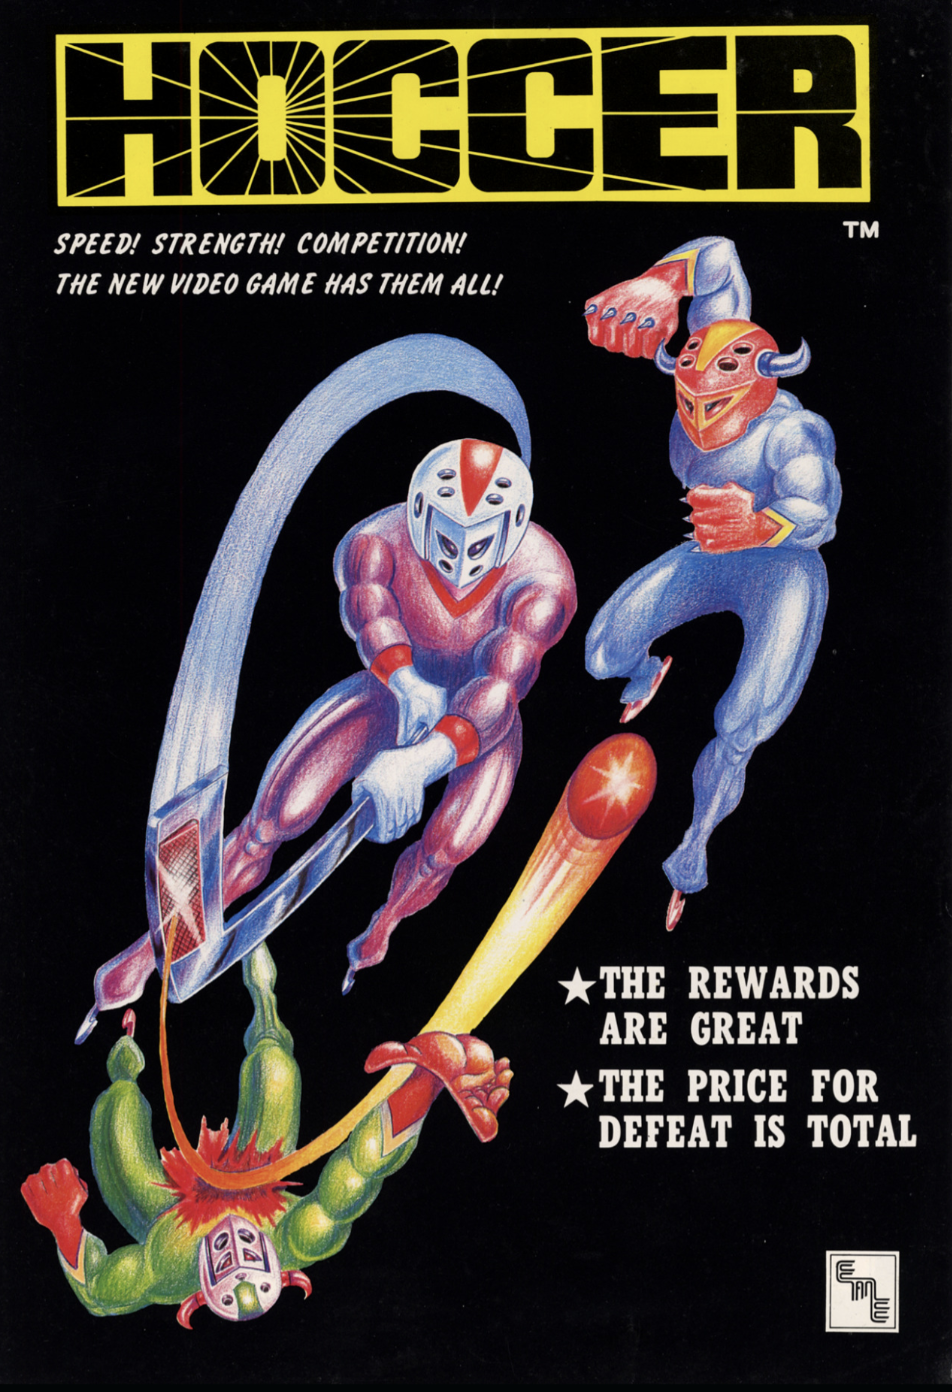 HOCCER
TM
SPEED! STRENGTH! COMPETITION!
THE NEW VIDEO GAME HAS THEM ALL!
★THE REWARDS
ARE GREAT
★THE PRICE FOR
DEFEAT IS TOTAL